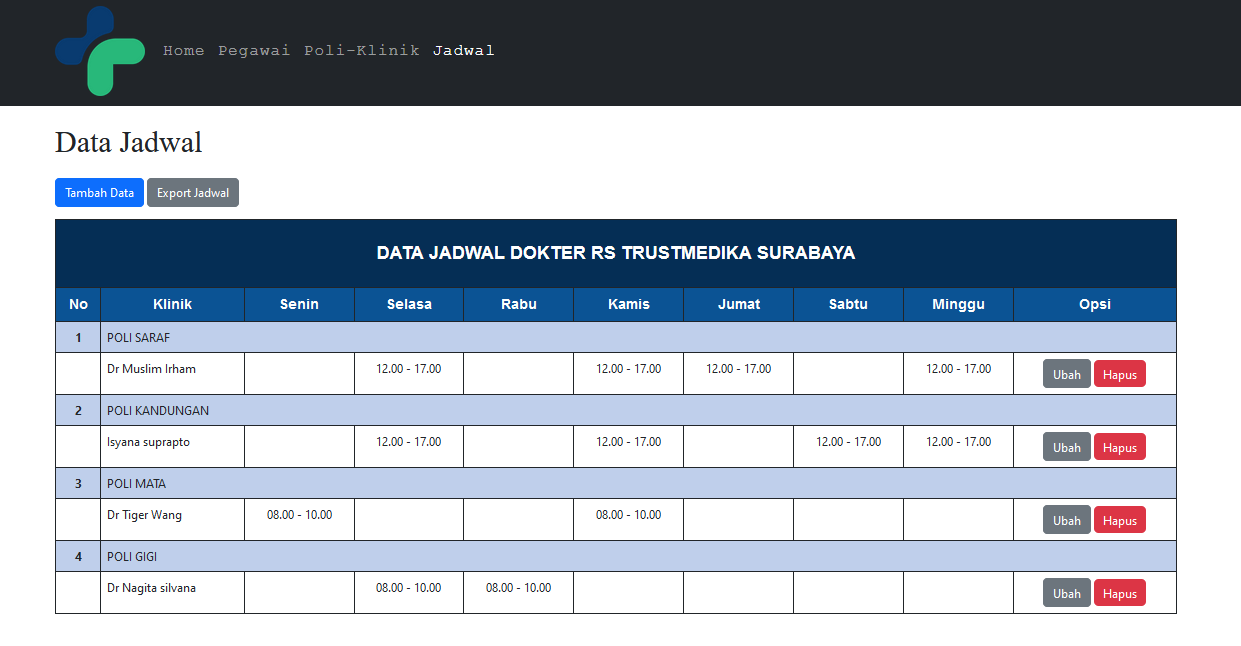 Home Pegawai Poli-Klinik Jadwal
Data Jadwal
Tambah Data Export Jadwal
DATA JADWAL DOKTER RS TRUSTMEDIKA SURABAYA
No Klinik Senin Selasa Rabu Kamis Jumat Sabtu Minggu Opsi
1 POLI SARAF
Dr Muslim Irham 12.00 - 17.00 12.00 - 17.00 12.00 - 17.00 12.00 - 17.00 Ubah Hapus
2 POLI KANDUNGAN
Isyana suprapto 12.00 - 17.00 12.00 - 17.00 12.00 - 17.00 12.00 - 17.00 Ubah Hapus
3 POLI MATA
Dr Tiger Wang 08.00 - 10.00 08.00 - 10.00 Ubah Hapus
4 POLI GIGI
Dr Nagita silvana 08.00 - 10.00 08.00 - 10.00 Ubah Hapus